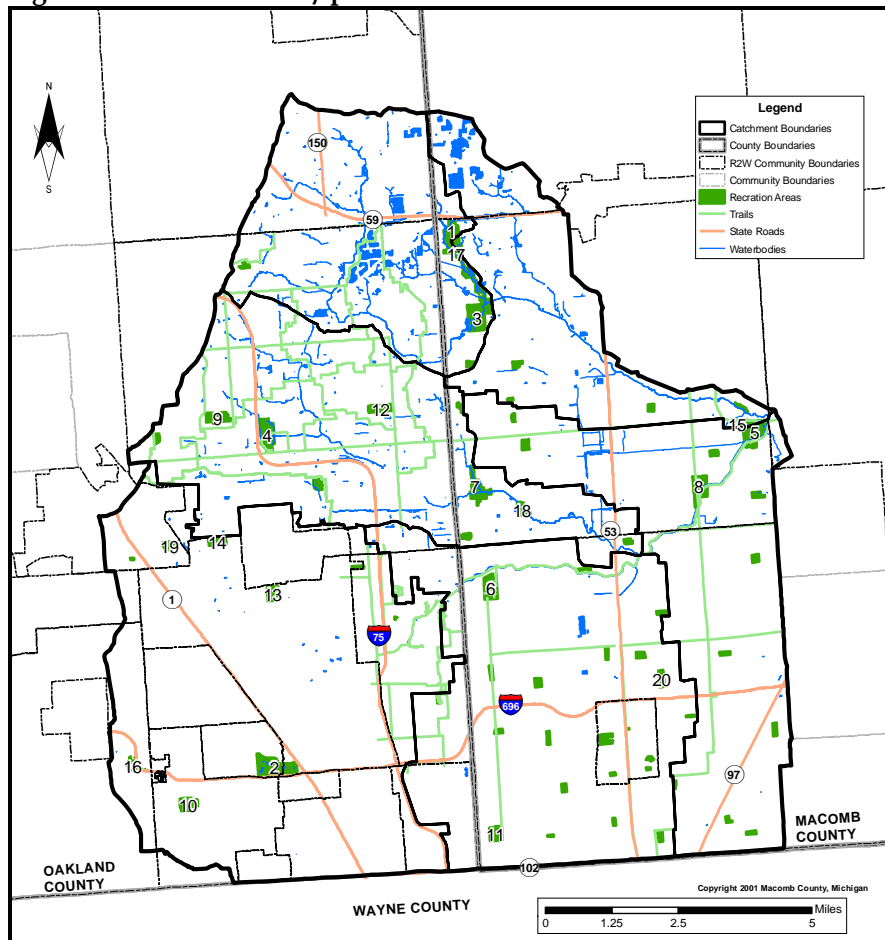 N
S
Legend
Catchment Boundaries
County Boundaries
R2W Community Boundaries
Community Boundaries
Recration Areas
Trails
State Roads
Waterbodies
150
59
1
17
3
12
9
4
15
5
7
8
18
53
19
14
13
6
1
75
20
696
16
2
97
10
11
MACOMB
COUNTY
OAKLAND
COUNTY
102
Copyright 2001 Macomb County, Michigan
WAYNE COUNTY
Miles
0 1.25 2.5 5